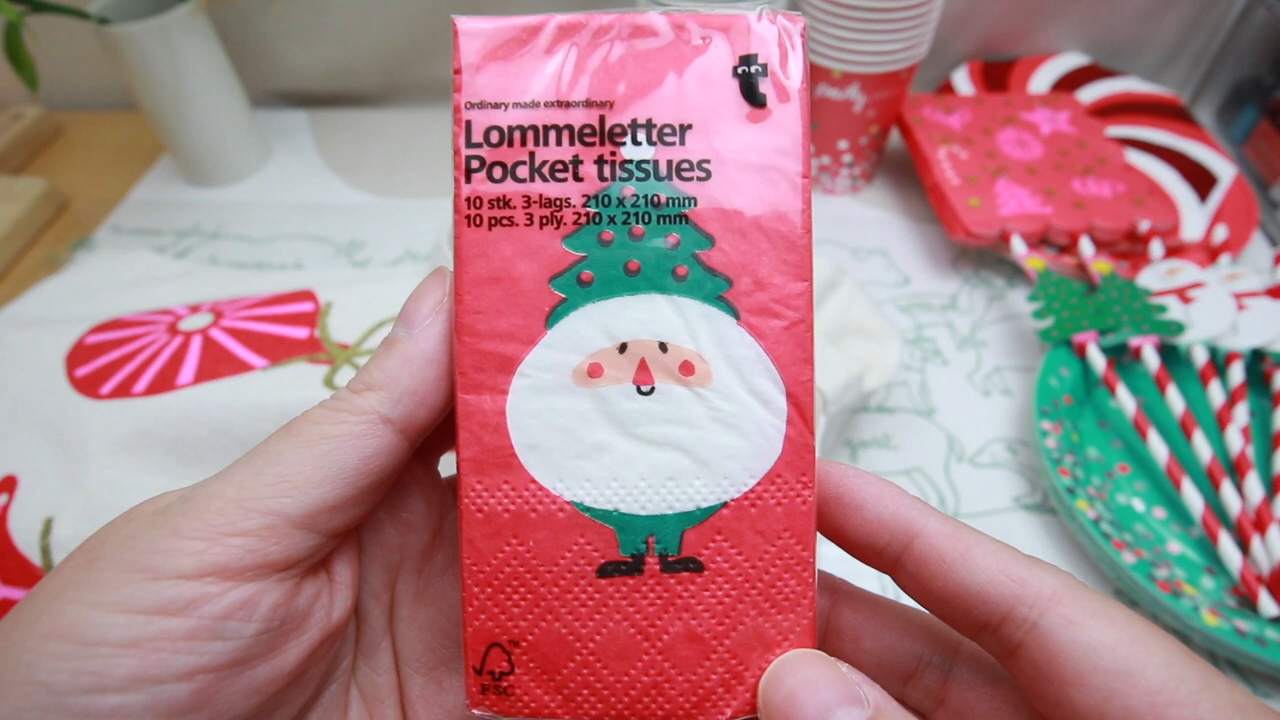 t
Ordinary made extraordinary
Lommeletter
Pocket tissues
10 stk. 3-lags. 210 x 210 mm
10 pcs. 3 ply. 210 x 210 mm
FSC™